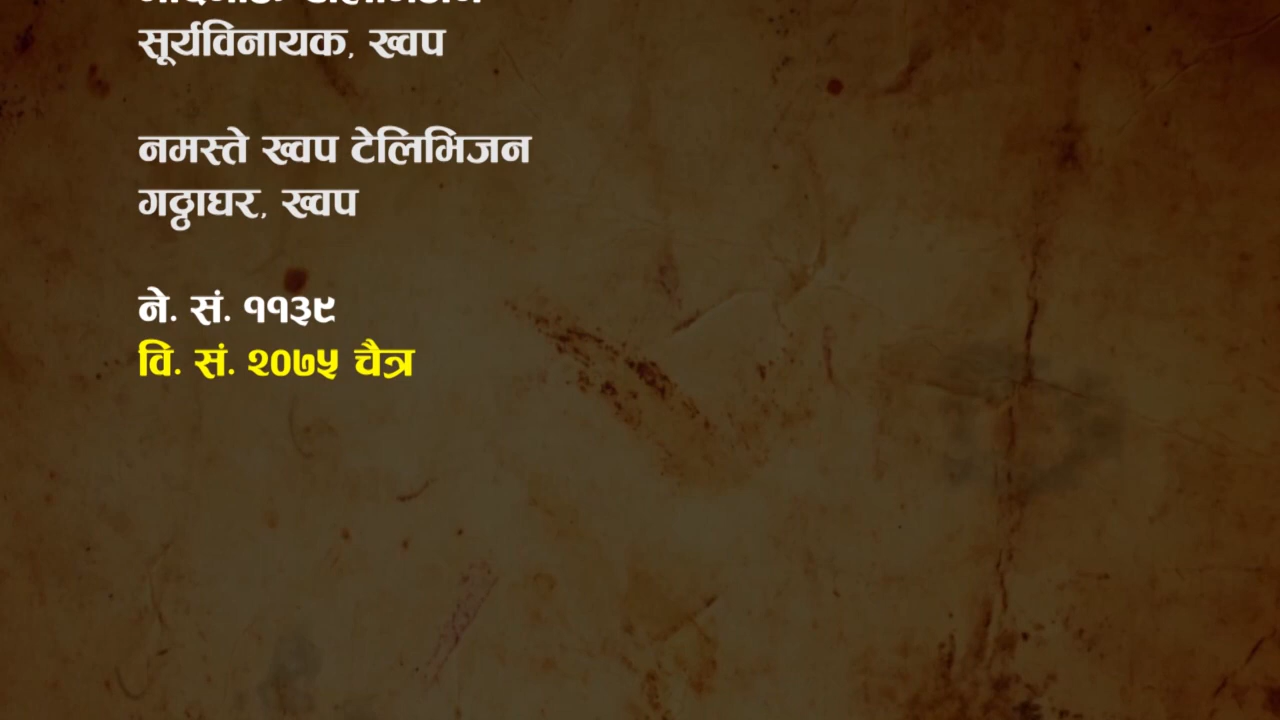 सूर्यविनायक, ख्वप
नमस्ते ख्वप टेलिभिजन
गठ्ठाघर, ख्वप
ने. सं. ११३९
वि. सं. २०७५ चैत्र